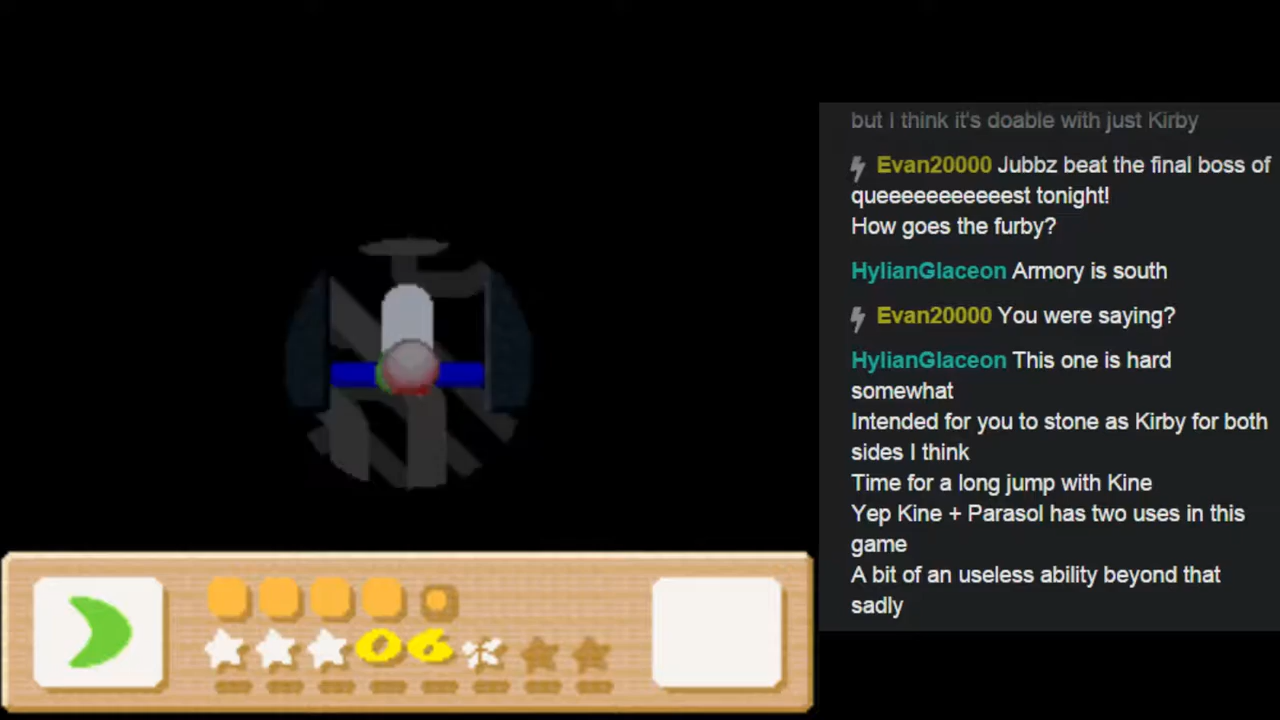 but I think it's doable with just Kirby
Evan20000 Jubbz beat the final boss of
queeeeeeeeeeest tonight!
How goes the furby?
HylianGlaceon Armory is south
Evan20000 You were saying?
HylianGlaceon This one is hard
somewhat
Intended for you to stone as Kirby for both
sides I think
Time for a long jump with Kine
Yep Kine + Parasol has two uses in this
game
A bit of an useless ability beyond that
sadly
06